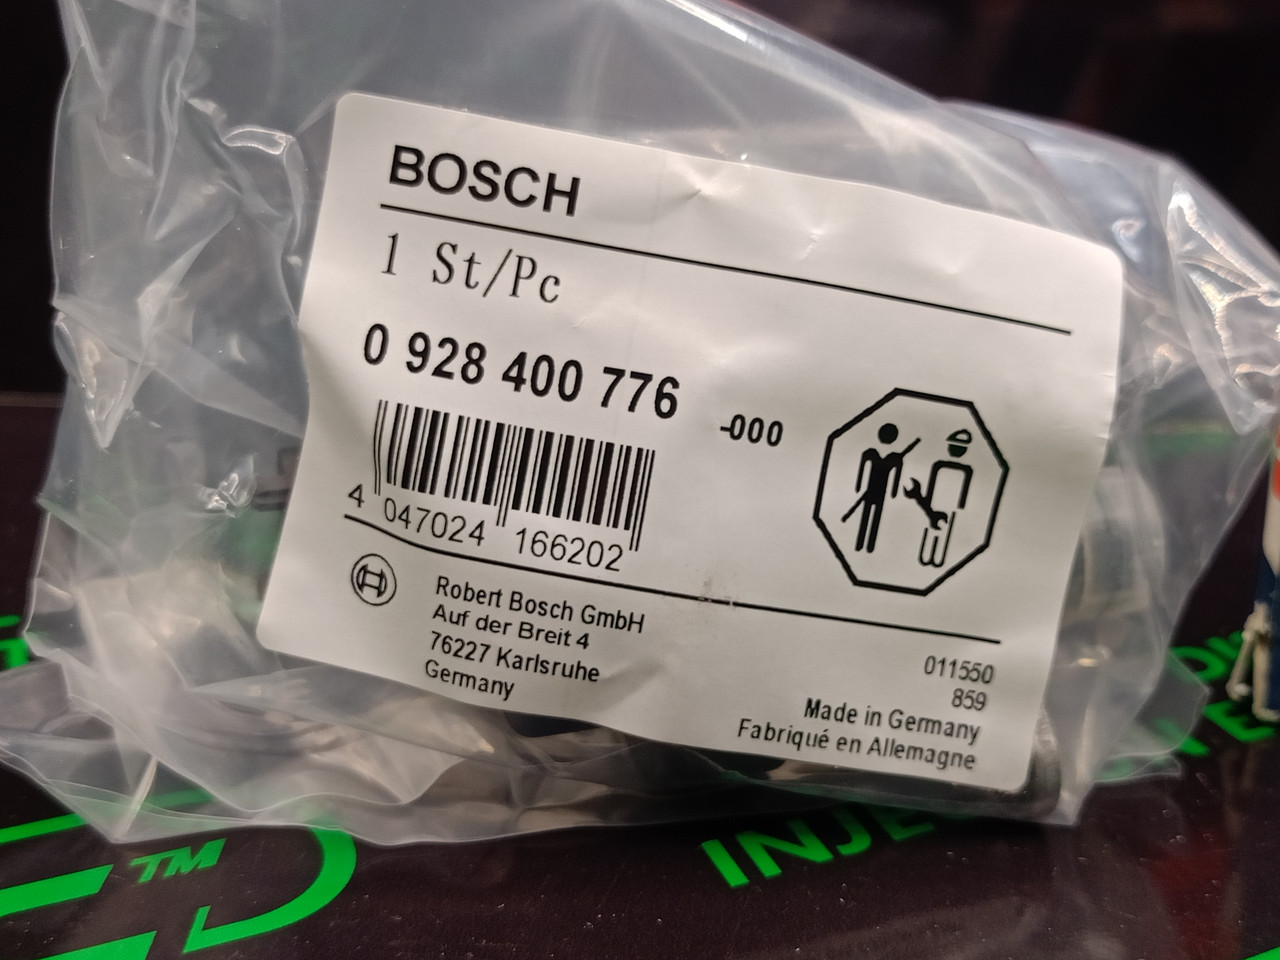 BOSCH
1 St/Pc
0 928 400 776 -000
4 047024 166202
Robert Bosch GmbH
Auf der Breit 4
76227 Karlsruhe
Germany
011550
859
Made in Germany
Fabriqué en Allemagne
TM